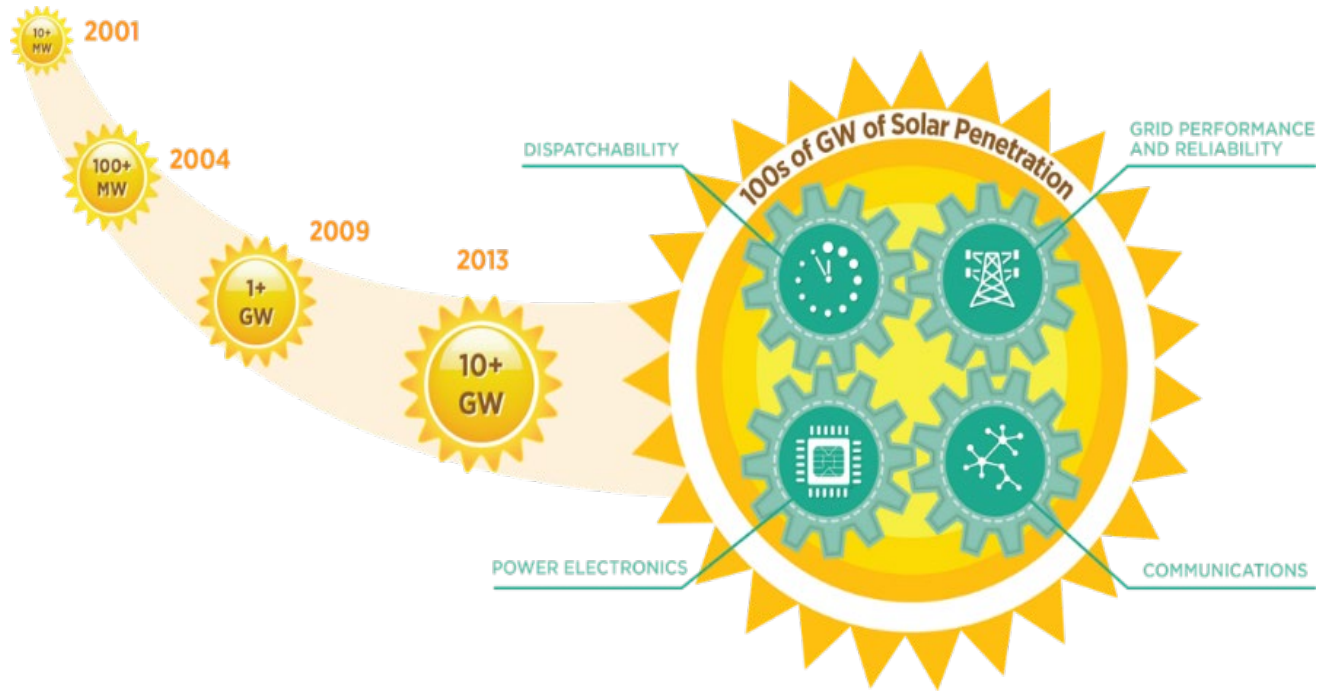 10+
MW
2001
100+
MW
2004
1+
GW
2009
10+
GW
2013
100s of GW of Solar Penetration
DISPATCHABILITY
GRID PERFORMANCE
AND RELIABILITY
POWER ELECTRONICS
COMMUNICATIONS